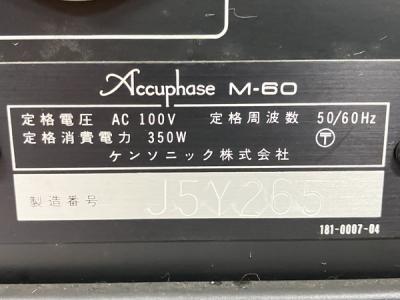 Accuphase M-60
定格電圧 AC 100V 定格周波数 50/60Hz
定格消費電力 350W 〒
ケンソニック株式会社
製造番号 J5Y265
181-0007-04